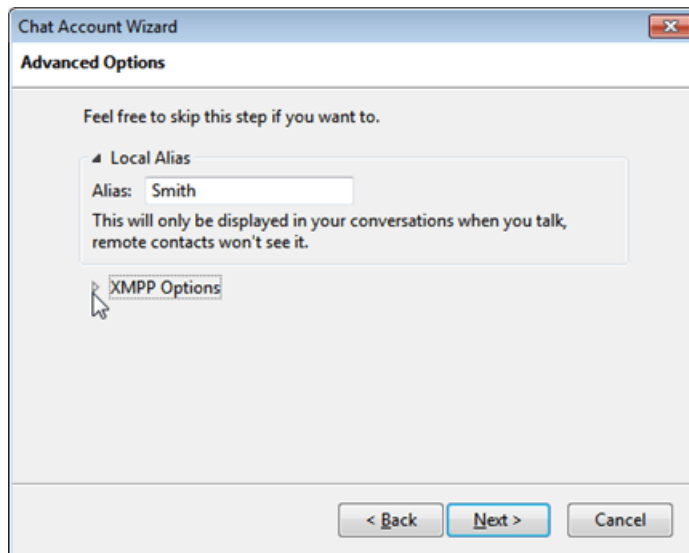 Chat Account Wizard
Advanced Options
Feel free to skip this step if you want to.
Local Alias
Alias: Smith
This will only be displayed in your conversations when you talk,
remote contacts won't see it.
XMPP Options
< Back Next > Cancel